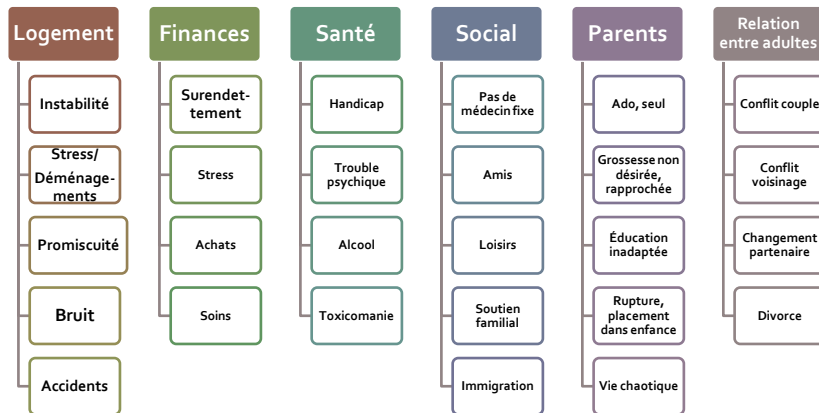 Logement
Instabilité
Stress/
Déménage-
ments
Promiscuité
Bruit
Accidents
Finances
Surendet-
tement
Stress
Achats
Soins
Santé
Handicap
Trouble
psychique
Alcool
Toxicomanie
Social
Pas de
médecin fixe
Amis
Loisirs
Soutien
familial
Immigration
Parents
Ado, seul
Grossesse non
désirée,
rapprochée
Éducation
inadaptée
Rupture,
placement
dans enfance
Vie chaotique
Relation
entre adultes
Conflit couple
Conflit
voisinage
Changement
partenaire
Divorce